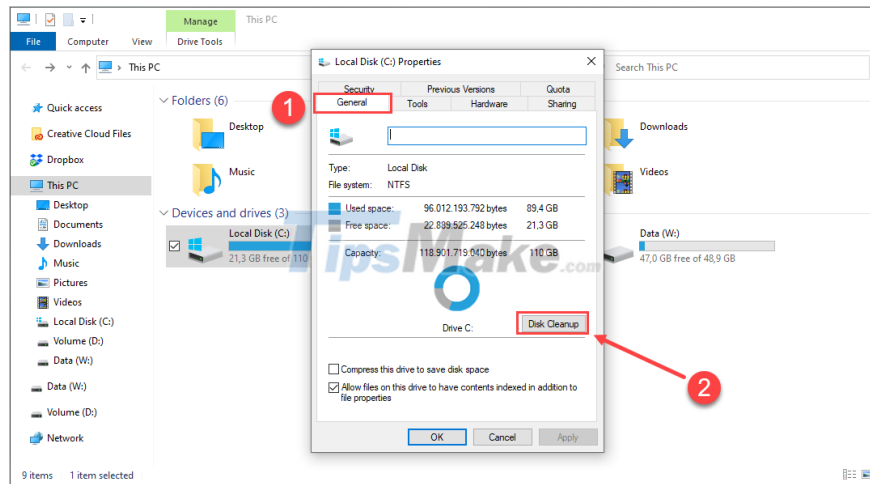 Manage This PC
File Computer View Drive Tools
This PC
Search This PC
Quick access
Creative Cloud Files
Dropbox
This PC
Desktop
Documents
Downloads
Music
Pictures
Videos
Local Disk (C:)
Volume (D:)
Data (W:)
Data (W:)
Volume (D:)
Network
Folders (6)
Desktop
Music
Downloads
Videos
Devices and drives (3)
Local Disk (C:)
21,3 GB free of 110
Data (W:)
47,0 GB free of 48,9 GB
Local Disk (C:) Properties
Security Previous Versions Quota
General Tools Hardware Sharing
1
Type: Local Disk
File system: NTFS
Used space: 96.012.193.792 bytes 89,4 GB
Free space: 22.889.525.248 bytes 21,3 GB
Capacity: 118.901.719.040 bytes 110 GB
TipsMake.com
Drive C: Disk Cleanup
2
Compress this drive to save disk space
Allow files on this drive to have contents indexed in addition to
file properties
OK Cancel Apply
9 items 1 item selected